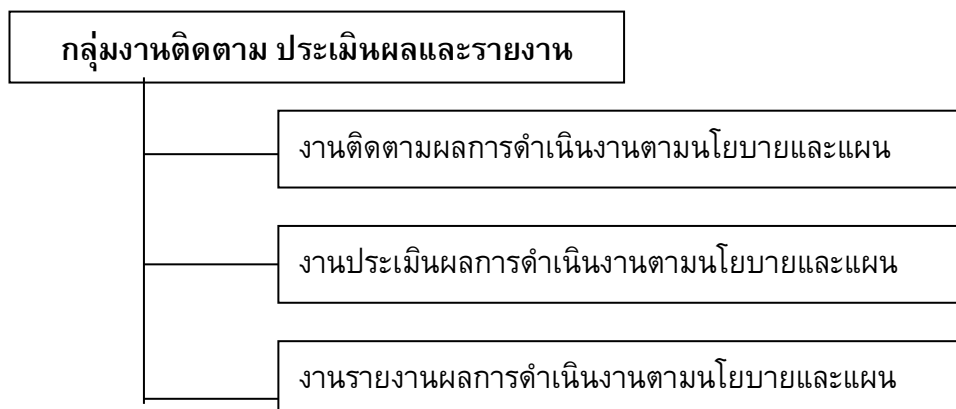 กลุ่มงานติดตาม ประเมินผลและรายงาน
งานติดตามผลการดำเนินงานตามนโยบายและแผน
งานประเมินผลการดำเนินงานตามนโยบายและแผน
งานรายงานผลการดำเนินงานตามนโยบายและแผน